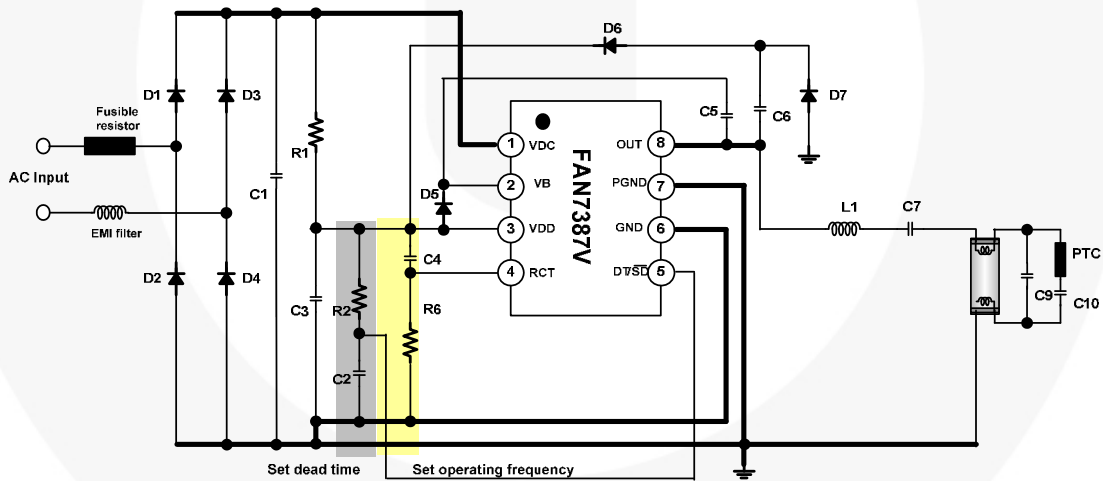 D6
D1
D3
Fusible
resistor
C5
C6
D7
R1
1
VDC
OUT
8
AC Input
C1
2
VB
FAN7387V
PGND
7
D5
L1
C7
EMI filter
3
VDD
GND
6
C4
4
RCT
DT/SD
5
PTC
D2
D4
C3
R2
R6
C9
C10
C2
Set dead time
Set operating frequency